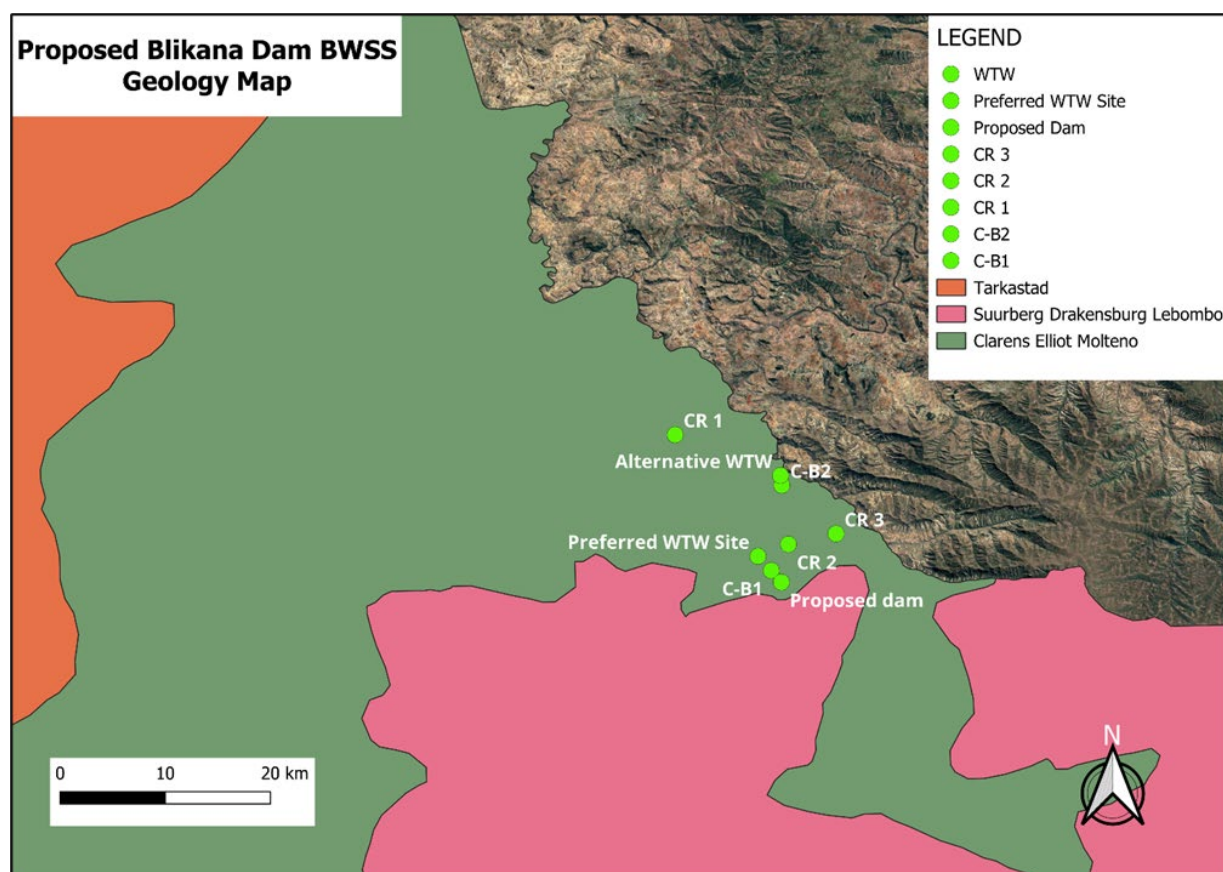 Proposed Blikana Dam BWSS
Geology Map
LEGEND
WTW
Preferred WTW Site
Proposed Dam
CR 3
CR 2
CR 1
C-B2
C-B1
Tarkastad
Suurberg Drakensburg Lebombo
Clarens Elliot Molteno
CR 1
Alternative WTW
C-B2
CR 3
Preferred WTW Site
CR 2
C-B1
Proposed dam
N
0 10 20 km